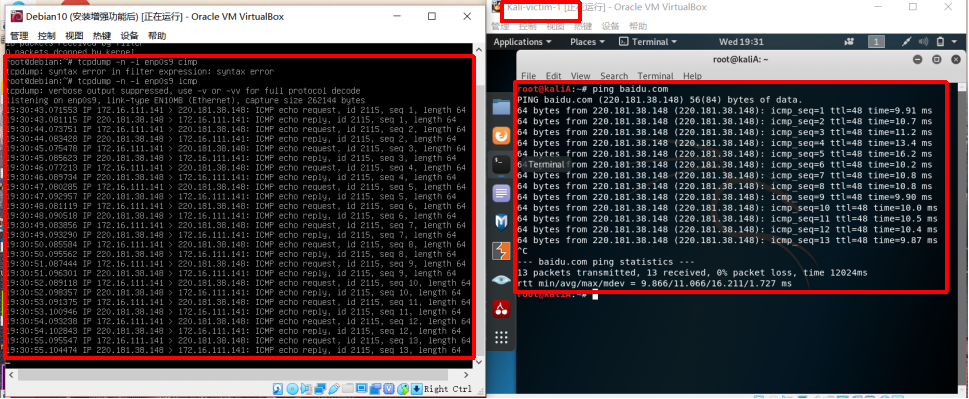 Debian10 (安装增强功能后) [正在运行] - Oracle VM VirtualBox
管理 控制 视图 热键 设备 帮助
0 packets dropped by kernel
root@debian:~# tcpdump -n -i enp0s9 cimp
tcpdump: syntax error in filter expression: syntax error
root@debian:~# tcpdump -n -i enp0s9 icmp
tcpdump: verbose output suppressed, use -v or -vv for full protocol decode
listening on enp0s9, link-type EN10MB (Ethernet), capture size 262144 bytes
19:30:43.071553 IP 172.16.111.141 > 220.181.38.148: ICMP echo request, id 2115, seq 1, length 64
19:30:43.081115 IP 220.181.38.148 > 172.16.111.141: ICMP echo reply, id 2115, seq 1, length 64
19:30:44.073751 IP 172.16.111.141 > 220.181.38.148: ICMP echo request, id 2115, seq 2, length 64
19:30:44.083428 IP 220.181.38.148 > 172.16.111.141: ICMP echo reply, id 2115, seq 2, length 64
19:30:45.075478 IP 172.16.111.141 > 220.181.38.148: ICMP echo request, id 2115, seq 3, length 64
19:30:45.085623 IP 220.181.38.148 > 172.16.111.141: ICMP echo reply, id 2115, seq 3, length 64
19:30:46.077213 IP 172.16.111.141 > 220.181.38.148: ICMP echo request, id 2115, seq 4, length 64
19:30:46.089734 IP 220.181.38.148 > 172.16.111.141: ICMP echo reply, id 2115, seq 4, length 64
19:30:47.080285 IP 172.16.111.141 > 220.181.38.148: ICMP echo request, id 2115, seq 5, length 64
19:30:47.092957 IP 220.181.38.148 > 172.16.111.141: ICMP echo reply, id 2115, seq 5, length 64
19:30:48.081119 IP 172.16.111.141 > 220.181.38.148: ICMP echo request, id 2115, seq 6, length 64
19:30:48.090518 IP 220.181.38.148 > 172.16.111.141: ICMP echo reply, id 2115, seq 6, length 64
19:30:49.083856 IP 172.16.111.141 > 220.181.38.148: ICMP echo request, id 2115, seq 7, length 64
19:30:49.093290 IP 220.181.38.148 > 172.16.111.141: ICMP echo reply, id 2115, seq 7, length 64
19:30:50.085584 IP 172.16.111.141 > 220.181.38.148: ICMP echo request, id 2115, seq 8, length 64
19:30:50.095562 IP 220.181.38.148 > 172.16.111.141: ICMP echo reply, id 2115, seq 8, length 64
19:30:51.087444 IP 172.16.111.141 > 220.181.38.148: ICMP echo request, id 2115, seq 9, length 64
19:30:51.096301 IP 220.181.38.148 > 172.16.111.141: ICMP echo reply, id 2115, seq 9, length 64
19:30:52.089118 IP 172.16.111.141 > 220.181.38.148: ICMP echo request, id 2115, seq 10, length 64
19:30:52.098357 IP 220.181.38.148 > 172.16.111.141: ICMP echo reply, id 2115, seq 10, length 64
19:30:53.091375 IP 172.16.111.141 > 220.181.38.148: ICMP echo request, id 2115, seq 11, length 64
19:30:53.100946 IP 220.181.38.148 > 172.16.111.141: ICMP echo reply, id 2115, seq 11, length 64
19:30:54.093238 IP 172.16.111.141 > 220.181.38.148: ICMP echo request, id 2115, seq 12, length 64
19:30:54.102843 IP 220.181.38.148 > 172.16.111.141: ICMP echo reply, id 2115, seq 12, length 64
19:30:55.095547 IP 172.16.111.141 > 220.181.38.148: ICMP echo request, id 2115, seq 13, length 64
19:30:55.104474 IP 220.181.38.148 > 172.16.111.141: ICMP echo reply, id 2115, seq 13, length 64
Right Ctrl
Kali-victim-1 [正在运行] - Oracle VM VirtualBox
管理 控制 视图 热键 设备 帮助
Applications Places Terminal Wed 19:31 1
root@kaliA: ~
File Edit View Search Terminal Help
Terminal
root@kaliA:~# ping baidu.com
PING baidu.com (220.181.38.148) 56(84) bytes of data.
64 bytes from 220.181.38.148 (220.181.38.148): icmp_seq=1 ttl=48 time=9.91 ms
64 bytes from 220.181.38.148 (220.181.38.148): icmp_seq=2 ttl=48 time=10.7 ms
64 bytes from 220.181.38.148 (220.181.38.148): icmp_seq=3 ttl=48 time=11.2 ms
64 bytes from 220.181.38.148 (220.181.38.148): icmp_seq=4 ttl=48 time=13.4 ms
64 bytes from 220.181.38.148 (220.181.38.148): icmp_seq=5 ttl=48 time=16.2 ms
64 bytes from 220.181.38.148 (220.181.38.148): icmp_seq=6 ttl=48 time=10.2 ms
64 bytes from 220.181.38.148 (220.181.38.148): icmp_seq=7 ttl=48 time=10.8 ms
64 bytes from 220.181.38.148 (220.181.38.148): icmp_seq=8 ttl=48 time=10.8 ms
64 bytes from 220.181.38.148 (220.181.38.148): icmp_seq=9 ttl=48 time=9.90 ms
64 bytes from 220.181.38.148 (220.181.38.148): icmp_seq=10 ttl=48 time=10.0 ms
64 bytes from 220.181.38.148 (220.181.38.148): icmp_seq=11 ttl=48 time=10.5 ms
64 bytes from 220.181.38.148 (220.181.38.148): icmp_seq=12 ttl=48 time=10.4 ms
64 bytes from 220.181.38.148 (220.181.38.148): icmp_seq=13 ttl=48 time=9.87 ms
^C
--- baidu.com ping statistics ---
13 packets transmitted, 13 received, 0% packet loss, time 12024ms
rtt min/avg/max/mdev = 9.866/11.066/16.211/1.727 ms
root@kaliA:~#